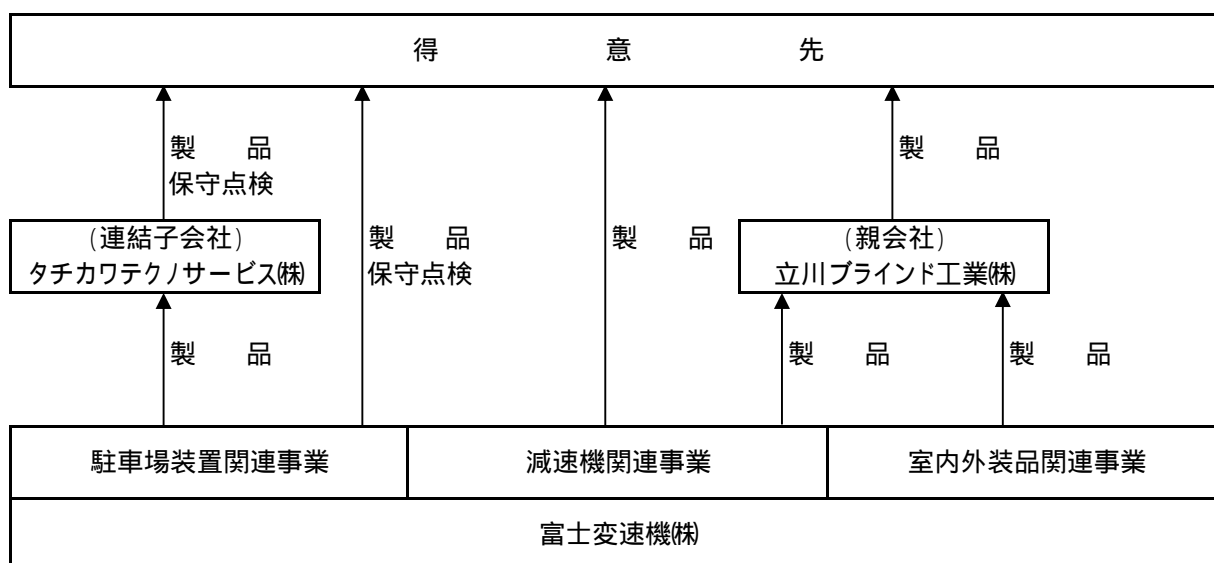 得 意 先
製 品
保守点検
製 品
(連結子会社)
タチカワテクノサービス㈱
製 品
保守点検
製 品
(親会社)
立川ブラインド工業㈱
製 品
製 品
製 品
駐車場装置関連事業
減速機関連事業
室内外装品関連事業
富士変速機㈱